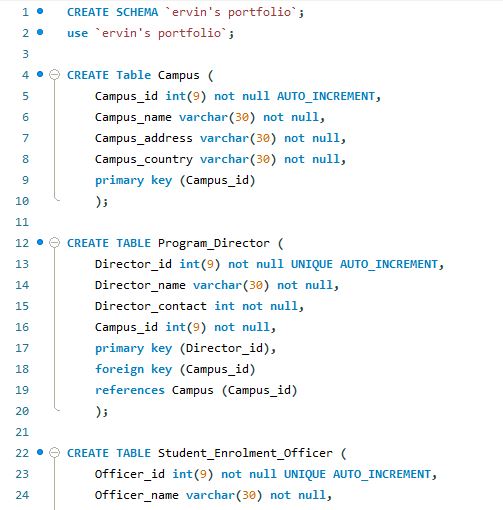 1 CREATE SCHEMA `ervin's portfolio`;
2 use `ervin's portfolio`;
3
4 CREATE Table Campus (
5 Campus_id int(9) not null AUTO_INCREMENT,
6 Campus_name varchar(30) not null,
7 Campus_address varchar(30) not null,
8 Campus_country varchar(30) not null,
9 primary key (Campus_id)
10 );
11
12 CREATE TABLE Program_Director (
13 Director_id int(9) not null UNIQUE AUTO_INCREMENT,
14 Director_name varchar(30) not null,
15 Director_contact int not null,
16 Campus_id int(9) not null,
17 primary key (Director_id),
18 foreign key (Campus_id)
19 references Campus (Campus_id)
20 );
21
22 CREATE TABLE Student_Enrolment_Officer (
23 Officer_id int(9) not null UNIQUE AUTO_INCREMENT,
24 Officer_name varchar(30) not null,